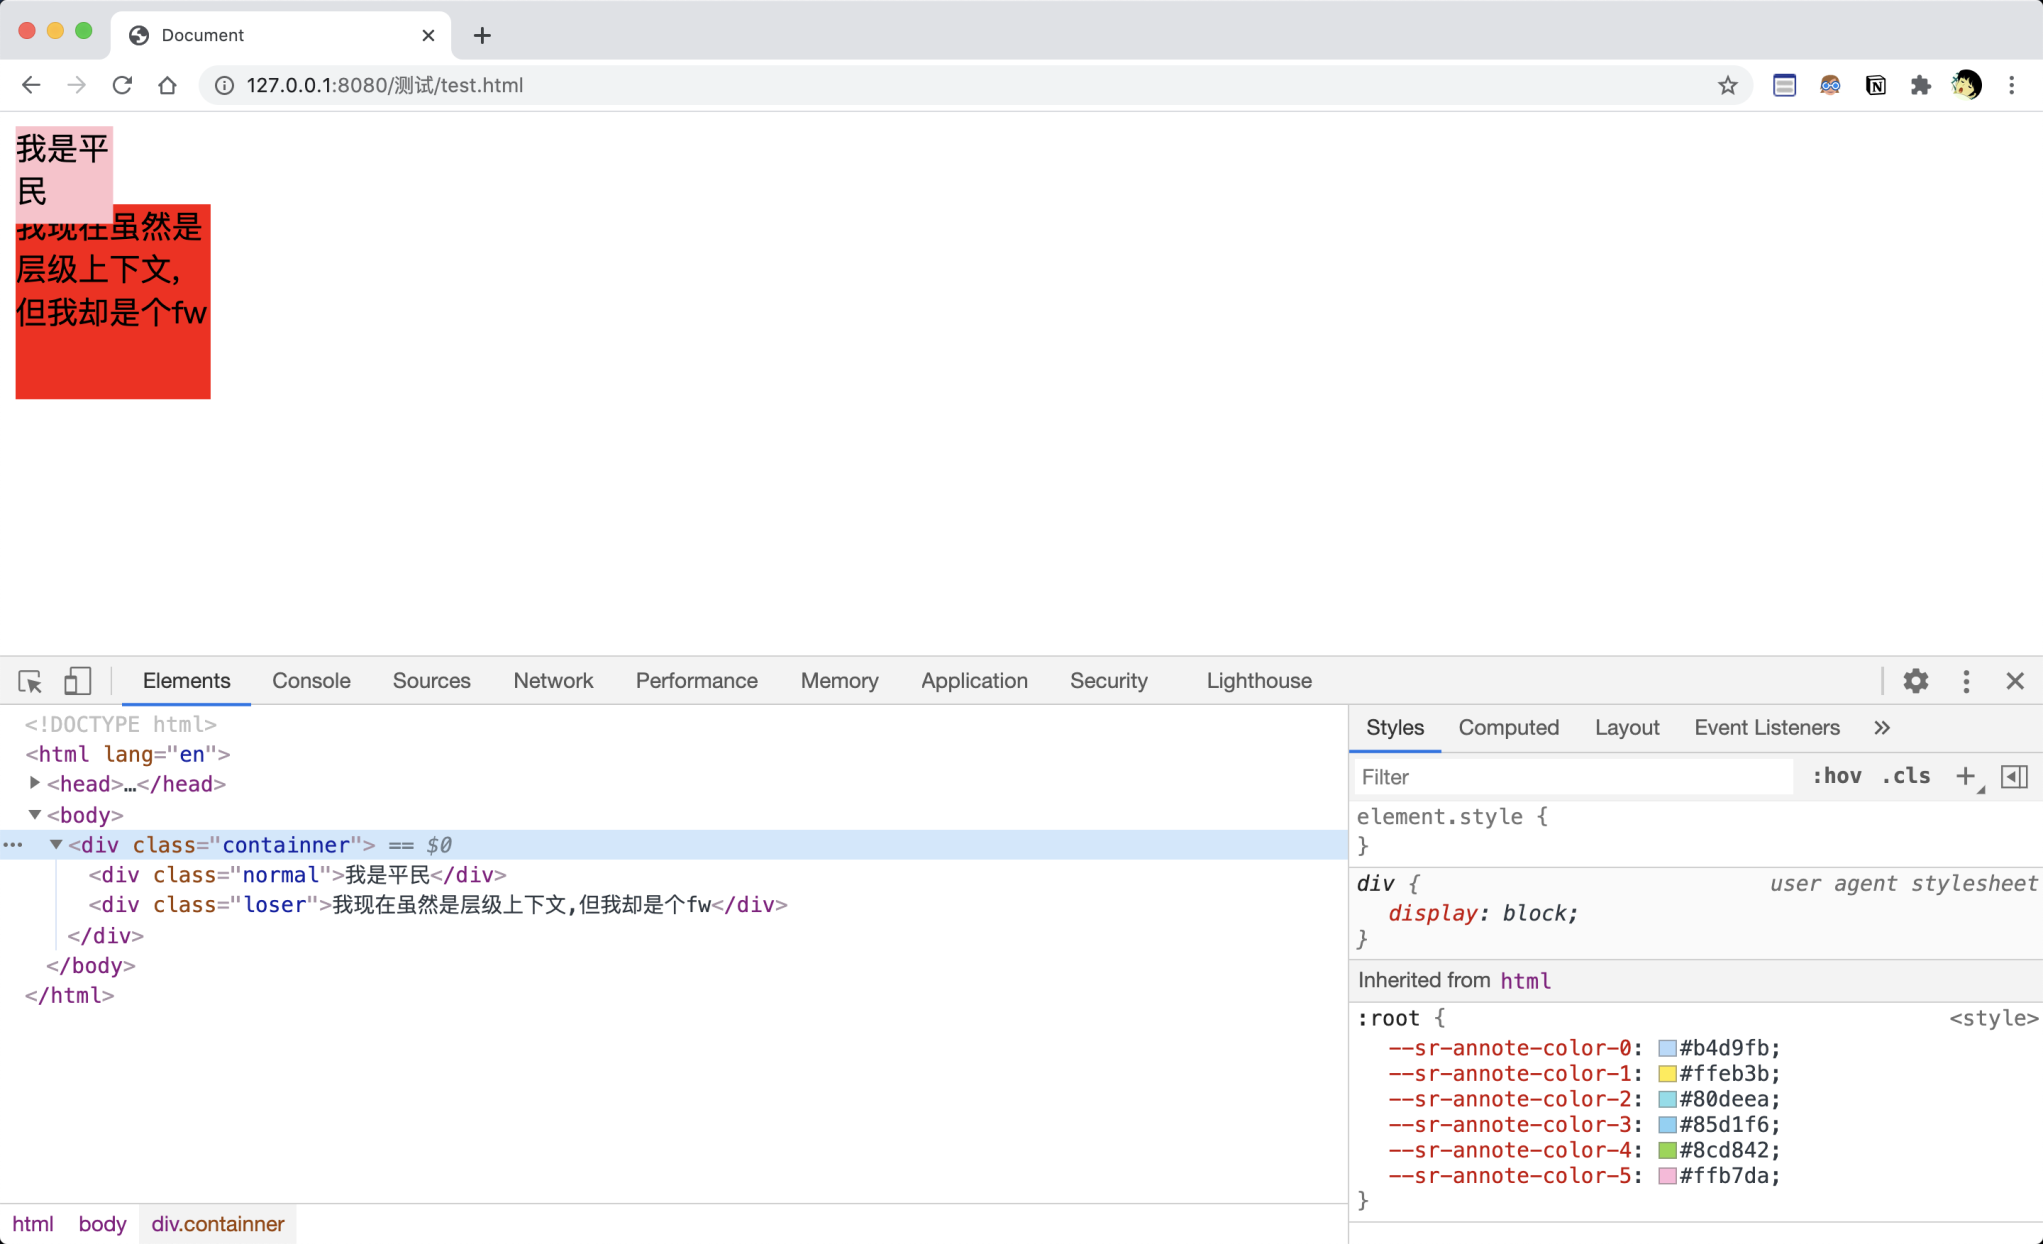 Document
127.0.0.1:8080/测试/test.html
我是平
民
我现在虽然是
层级上下文,
但我却是个fw
Elements Console Sources Network Performance Memory Application Security Lighthouse
<!DOCTYPE html>
<html lang="en">
<head>…</head>
<body>
<div class="containner"> == $0
<div class="normal">我是平民</div>
<div class="loser">我现在虽然是层级上下文,但我却是个fw</div>
</div>
</body>
</html>
html body div.containner
Styles Computed Layout Event Listeners »
Filter :hov .cls +
element.style {
}
div { user agent stylesheet
display: block;
}
Inherited from html
:root { <style>
--sr-annote-color-0: #b4d9fb;
--sr-annote-color-1: #ffeb3b;
--sr-annote-color-2: #80deea;
--sr-annote-color-3: #85d1f6;
--sr-annote-color-4: #8cd842;
--sr-annote-color-5: #ffb7da;
}